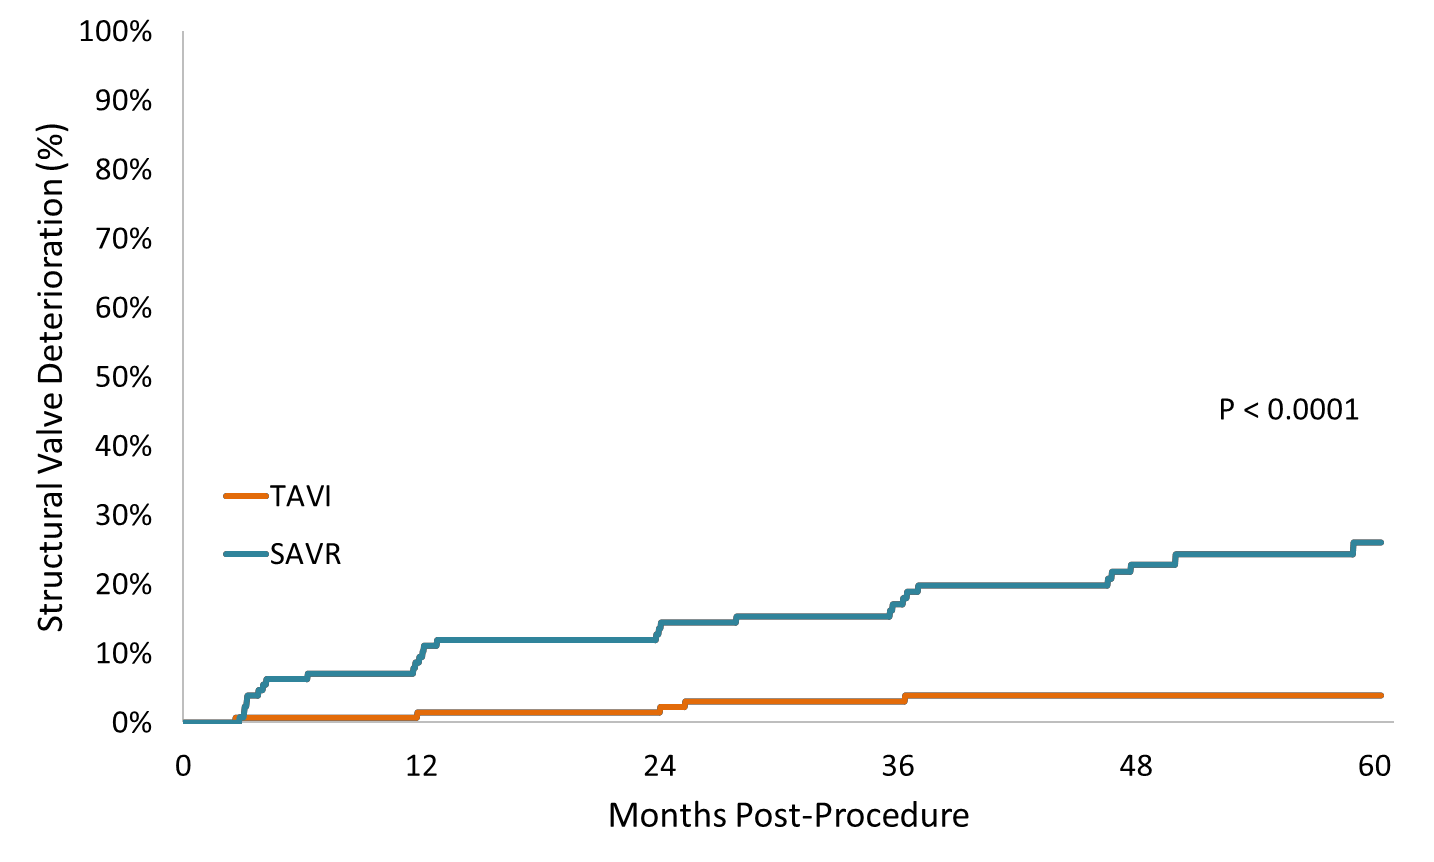 100%
90%
80%
70%
60%
50%
40%
30%
20%
10%
0%
Structural Valve Deterioration (%)
P < 0.0001
TAVI
SAVR
0 12 24 36 48 60
Months Post-Procedure